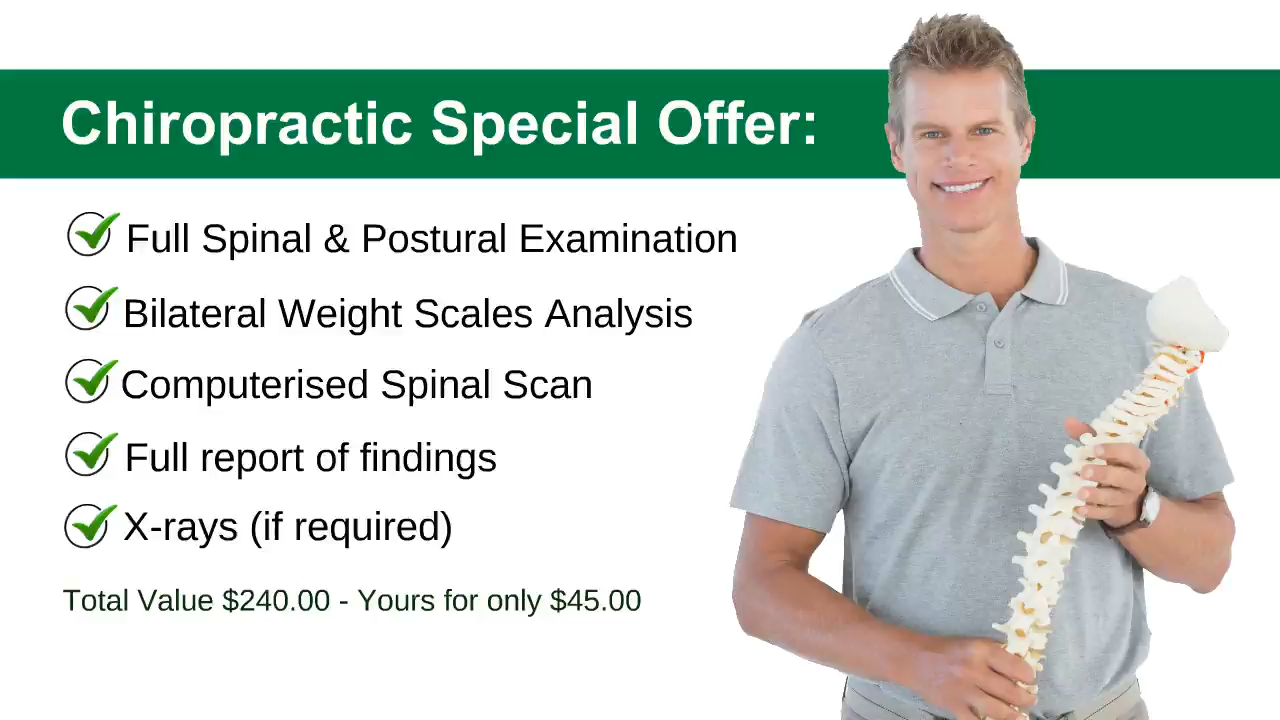 Chiropractic Special Offer:
Full Spinal & Postural Examination
Bilateral Weight Scales Analysis
Computerised Spinal Scan
Full report of findings
X-rays (if required)
Total Value $240.00 - Yours for only $45.00